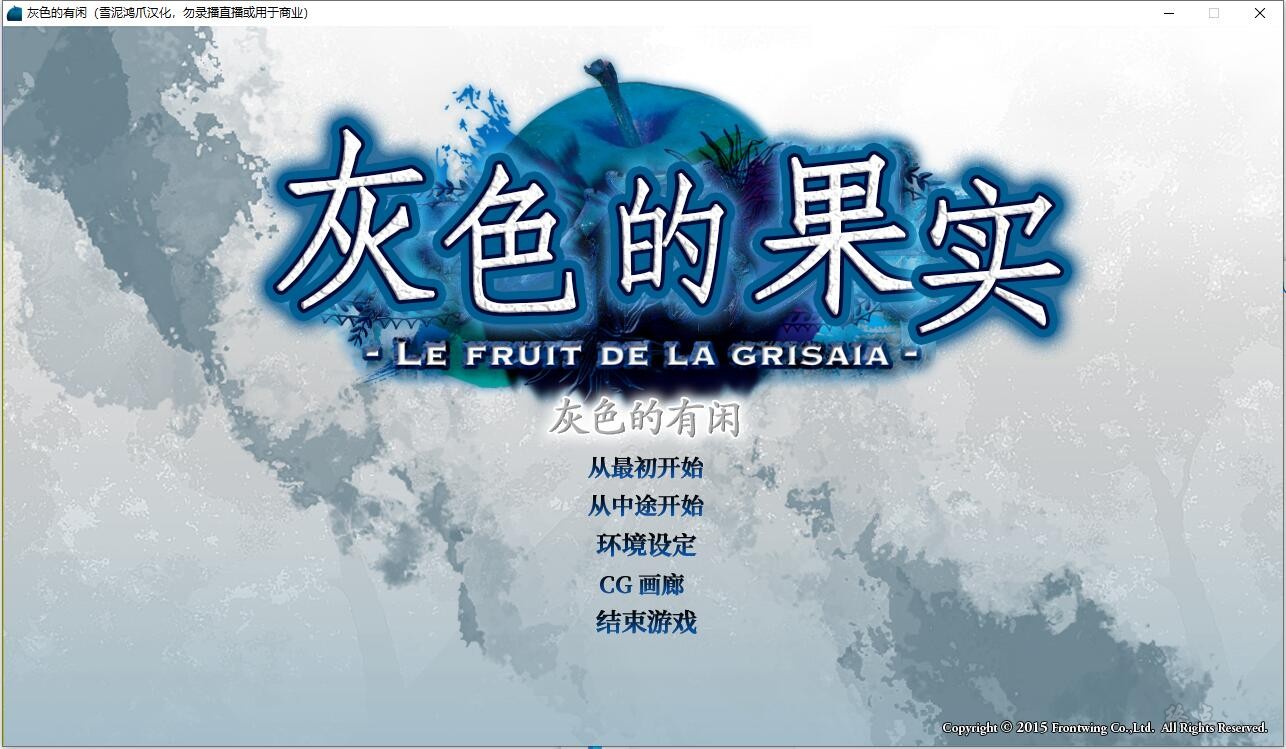 灰色的有闲（雪泥鸿爪汉化，勿录播直播或用于商业）
灰色的果实
- LE FRUIT DE LA GRISAIA -
灰色的有闲
从最初开始
从中途开始
环境设定
CG 画廊
结束游戏
Copyright © 2015 Frontwing Co.,Ltd. All Rights Reserved.